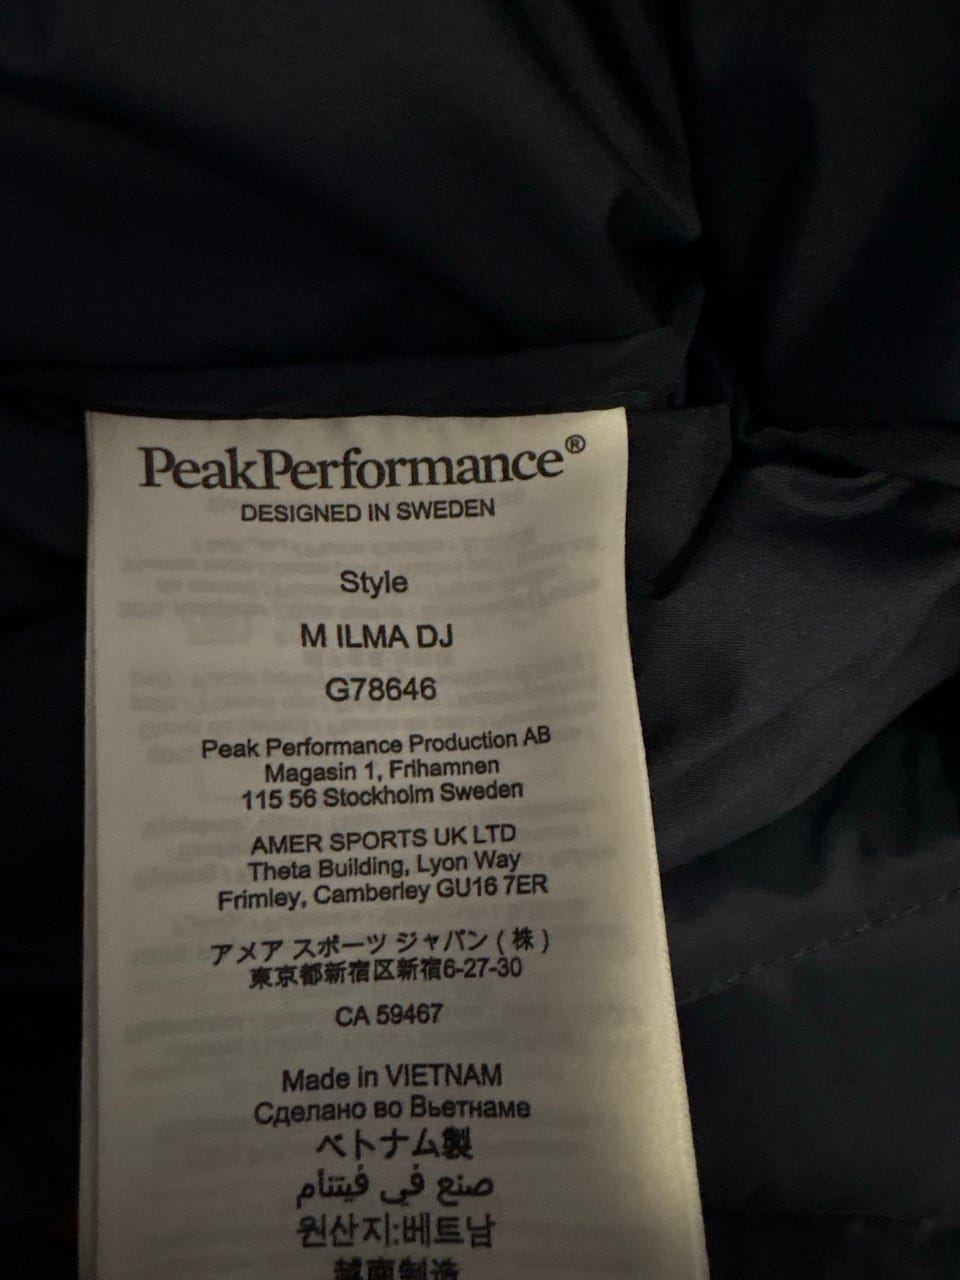 PeakPerformance®
DESIGNED IN SWEDEN
Style
M ILMA DJ
G78646
Peak Performance Production AB
Magasin 1, Frihamnen
115 56 Stockholm Sweden
AMER SPORTS UK LTD
Theta Building, Lyon Way
Frimley, Camberley GU16 7ER
アメア スポーツ ジャパン ( 株 )
東京都新宿区新宿6-27-30
CA 59467
Made in VIETNAM
Сделано во Вьетнаме
ベトナム製
صنع في فيتنام
원산지:베트남
越南制造